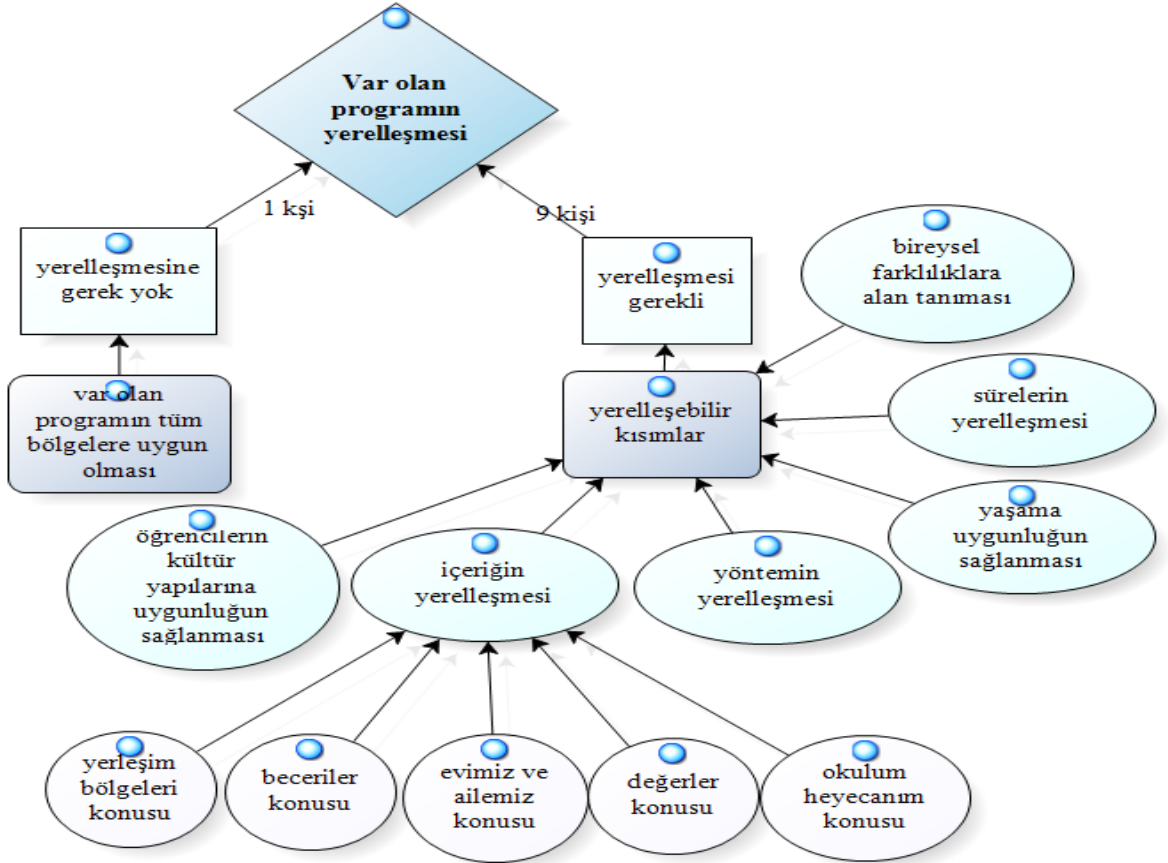 Var olan
programın
yerelleşmesi
1 kşi
9 kişi
yerelleşmesine
gerek yok
yerelleşmesi
gerekli
bireysel
farklılıklara
alan tanıması
var olan
programın tüm
bölgelere uygun
olması
yerelleşebilir
kısımlar
sürelerin
yerelleşmesi
öğrencilerin
kültür
yapılarına
uygunluğun
sağlanması
içeriğin
yerelleşmesi
yöntemin
yerelleşmesi
yaşama
uygunluğun
sağlanması
yerleşim
bölgeleri
konusu
beceriler
konusu
evimiz ve
ailemiz
konusu
değerler
konusu
okulum
heyecanım
konusu